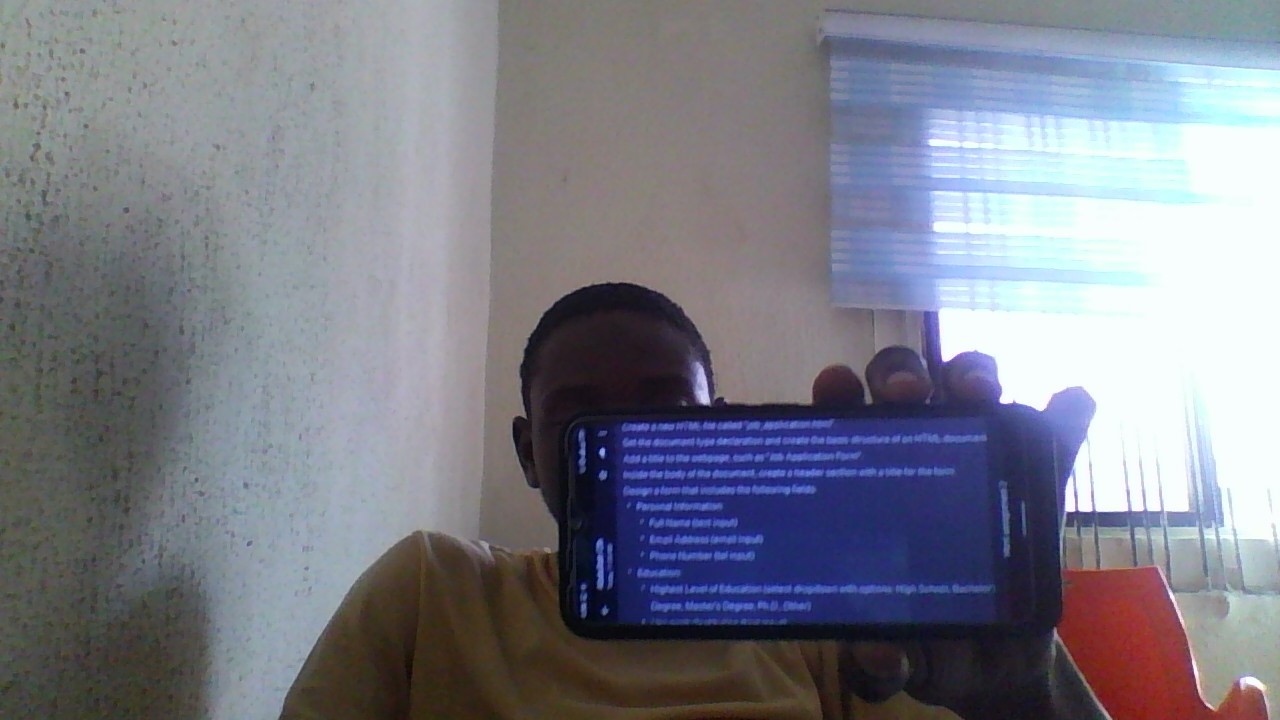 Create a new HTML file called "job_application.html".
Set the document type declaration and create the basic structure of an HTML document.
Add a title to the webpage, such as "Job Application Form".
Inside the body of the document, create a header section with a title for the form.
Design a form that includes the following fields:
Personal Information:
Full Name (text input)
Email Address (email input)
Phone Number (tel input)
Education:
Highest Level of Education (select dropdown with options: High School, Bachelor's
Degree, Master's Degree, Ph.D., Other)